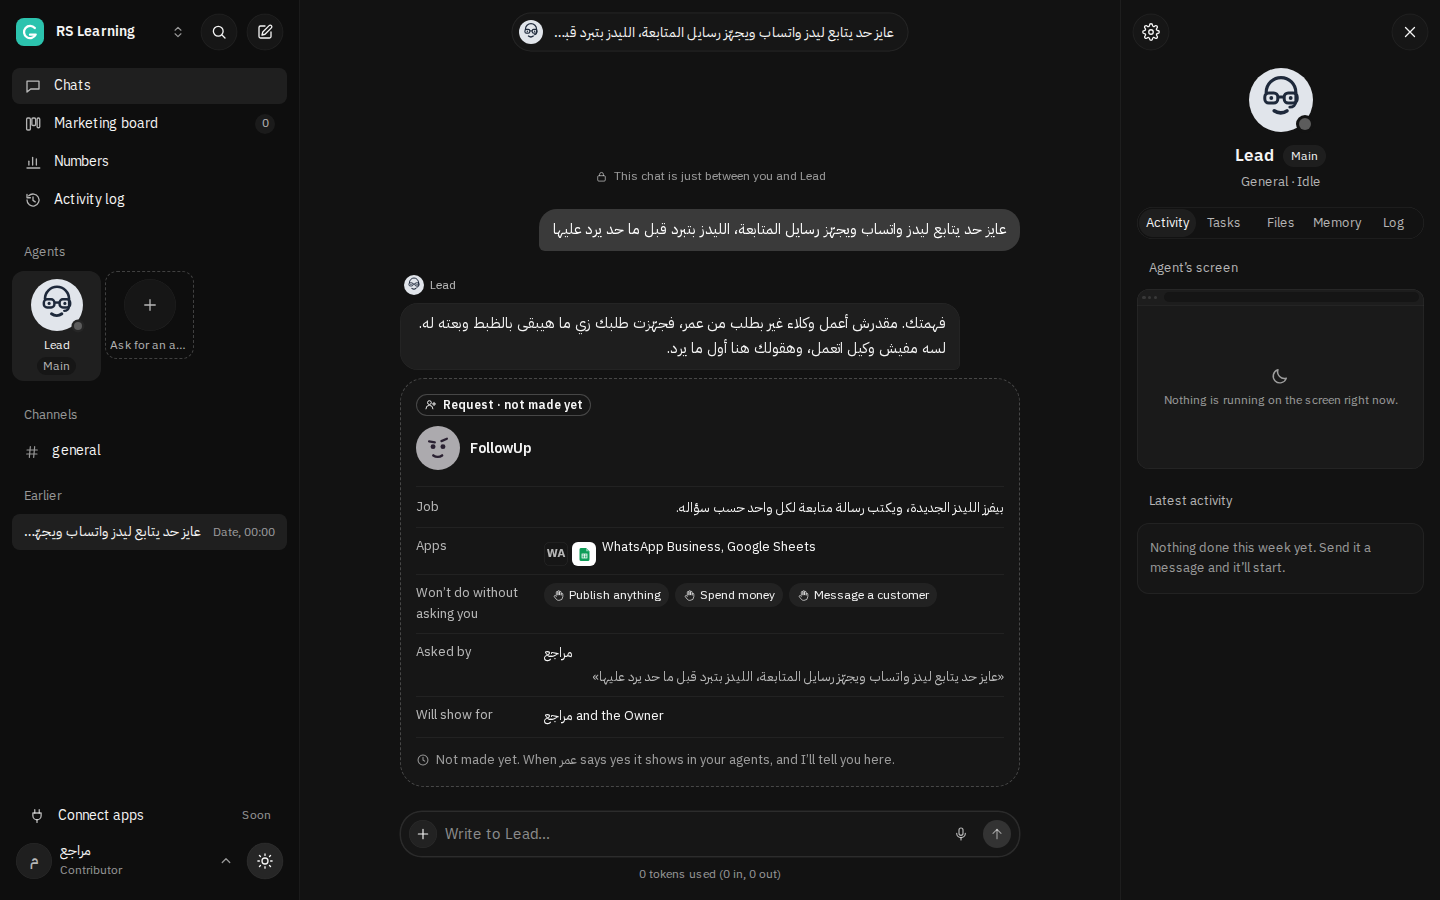 RS Learning
Chats
Marketing board
0
Numbers
Activity log
Agents
Lead
Main
Ask for an a...
Channels
general
Earlier
عايز حد يتابع ليدز واتساب ويجهّز...
Date, 00:00
Connect apps
Soon
م
مراجع
Contributor
عايز حد يتابع ليدز واتساب ويجهّز رسايل المتابعة، الليدز بتبرد قبـ...
This chat is just between you and Lead
عايز حد يتابع ليدز واتساب ويجهّز رسايل المتابعة، الليدز بتبرد قبل ما حد يرد عليها
Lead
فهمتك. مقدرش أعمل وكلاء غير بطلب من عمر، فجهّزت طلبك زي ما هيبقى بالظبط وبعته له.
لسه مفيش وكيل اتعمل، وهقولك هنا أول ما يرد.
Request · not made yet
FollowUp
Job
بيفرز الليدز الجديدة، ويكتب رسالة متابعة لكل واحد حسب سؤاله.
Apps
WA
WhatsApp Business, Google Sheets
Won't do without asking you
Publish anything
Spend money
Message a customer
Asked by
مراجع
«عايز حد يتابع ليدز واتساب ويجهّز رسايل المتابعة، الليدز بتبرد قبل ما حد يرد عليها»
Will show for
مراجع and the Owner
Not made yet. When عمر says yes it shows in your agents, and I'll tell you here.
Write to Lead...
0 tokens used (0 in, 0 out)
Lead
Main
General · Idle
Activity
Tasks
Files
Memory
Log
Agent's screen
Nothing is running on the screen right now.
Latest activity
Nothing done this week yet. Send it a
message and it'll start.